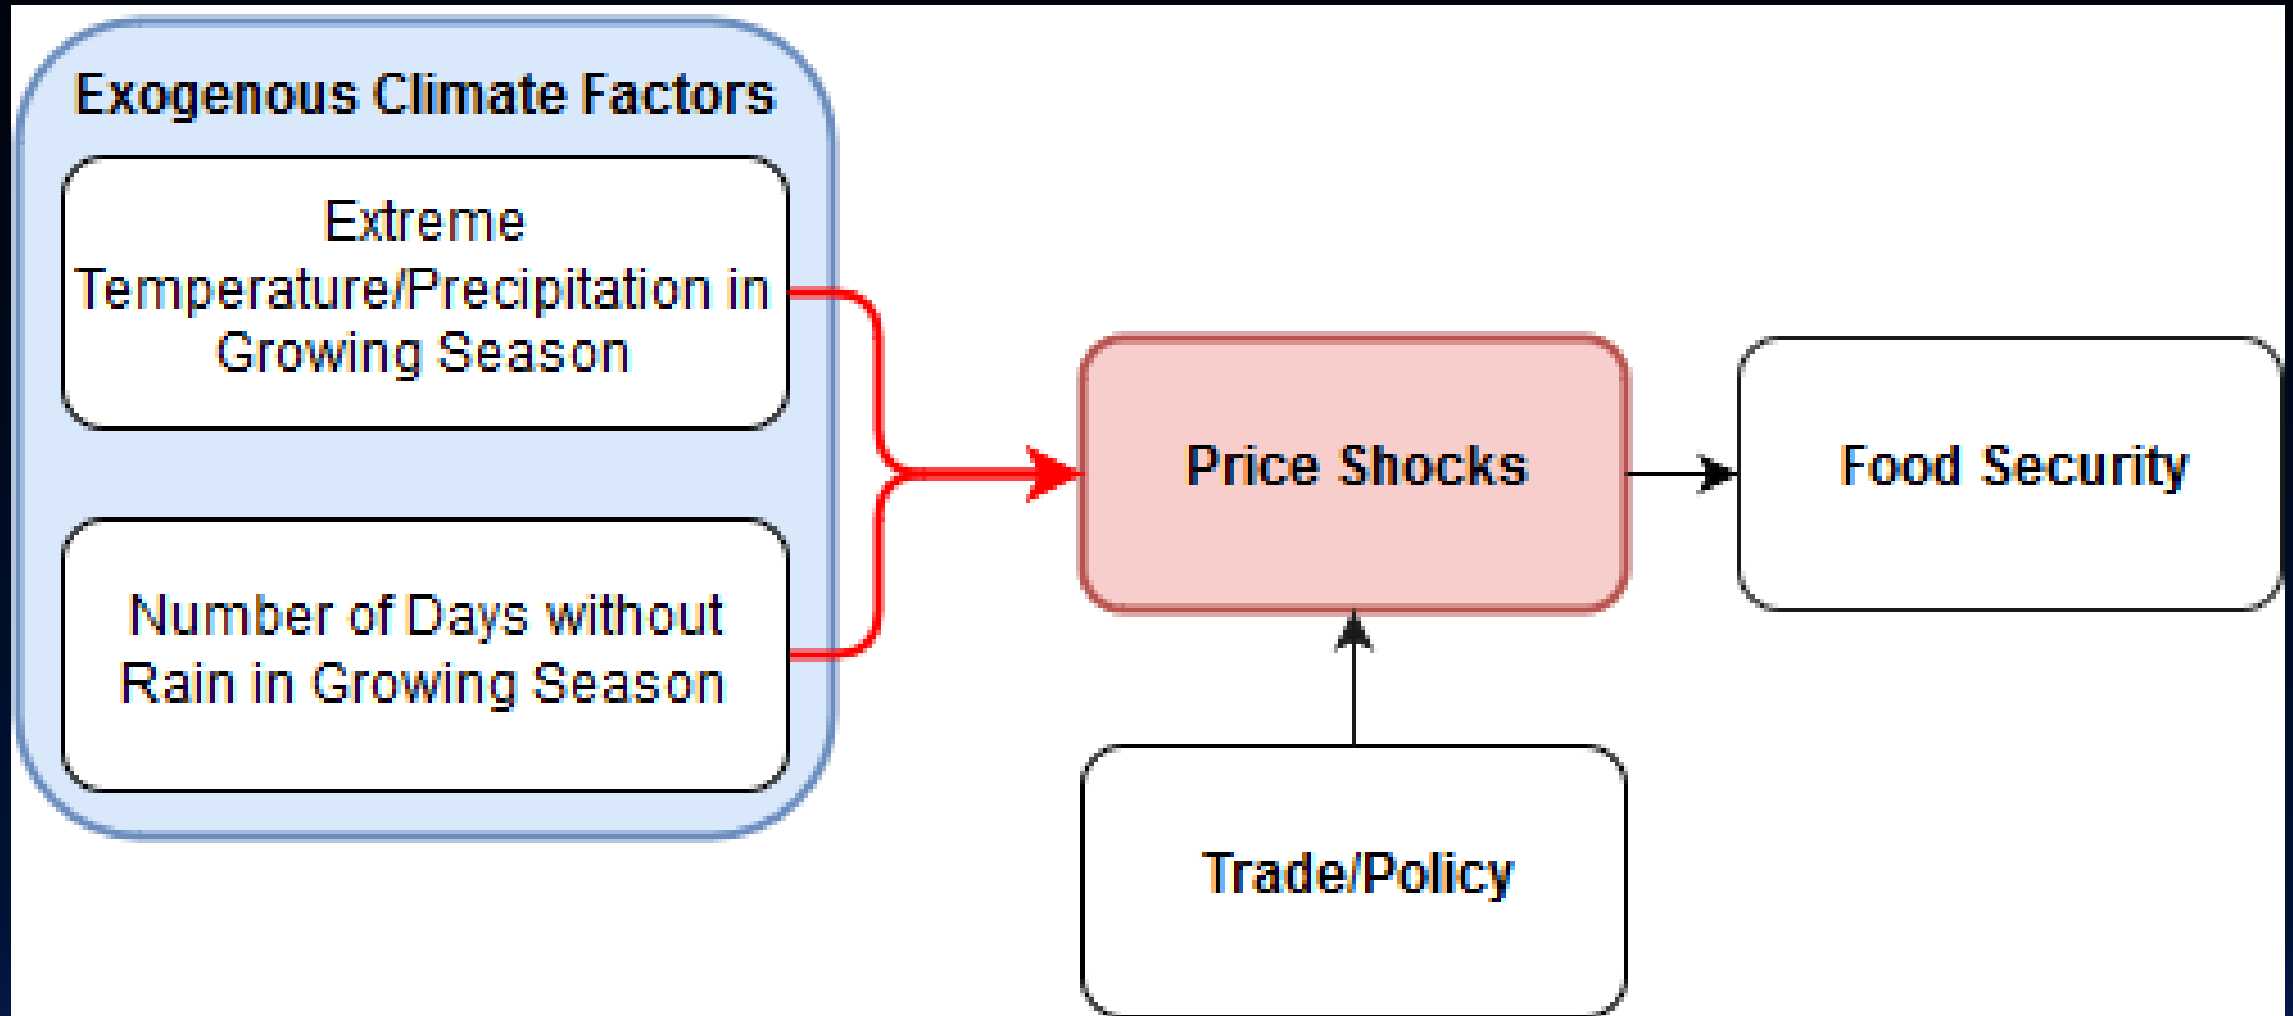 Exogenous Climate Factors
Extreme
Temperature/Precipitation in
Growing Season
Number of Days without
Rain in Growing Season
Price Shocks
Food Security
Trade/Policy